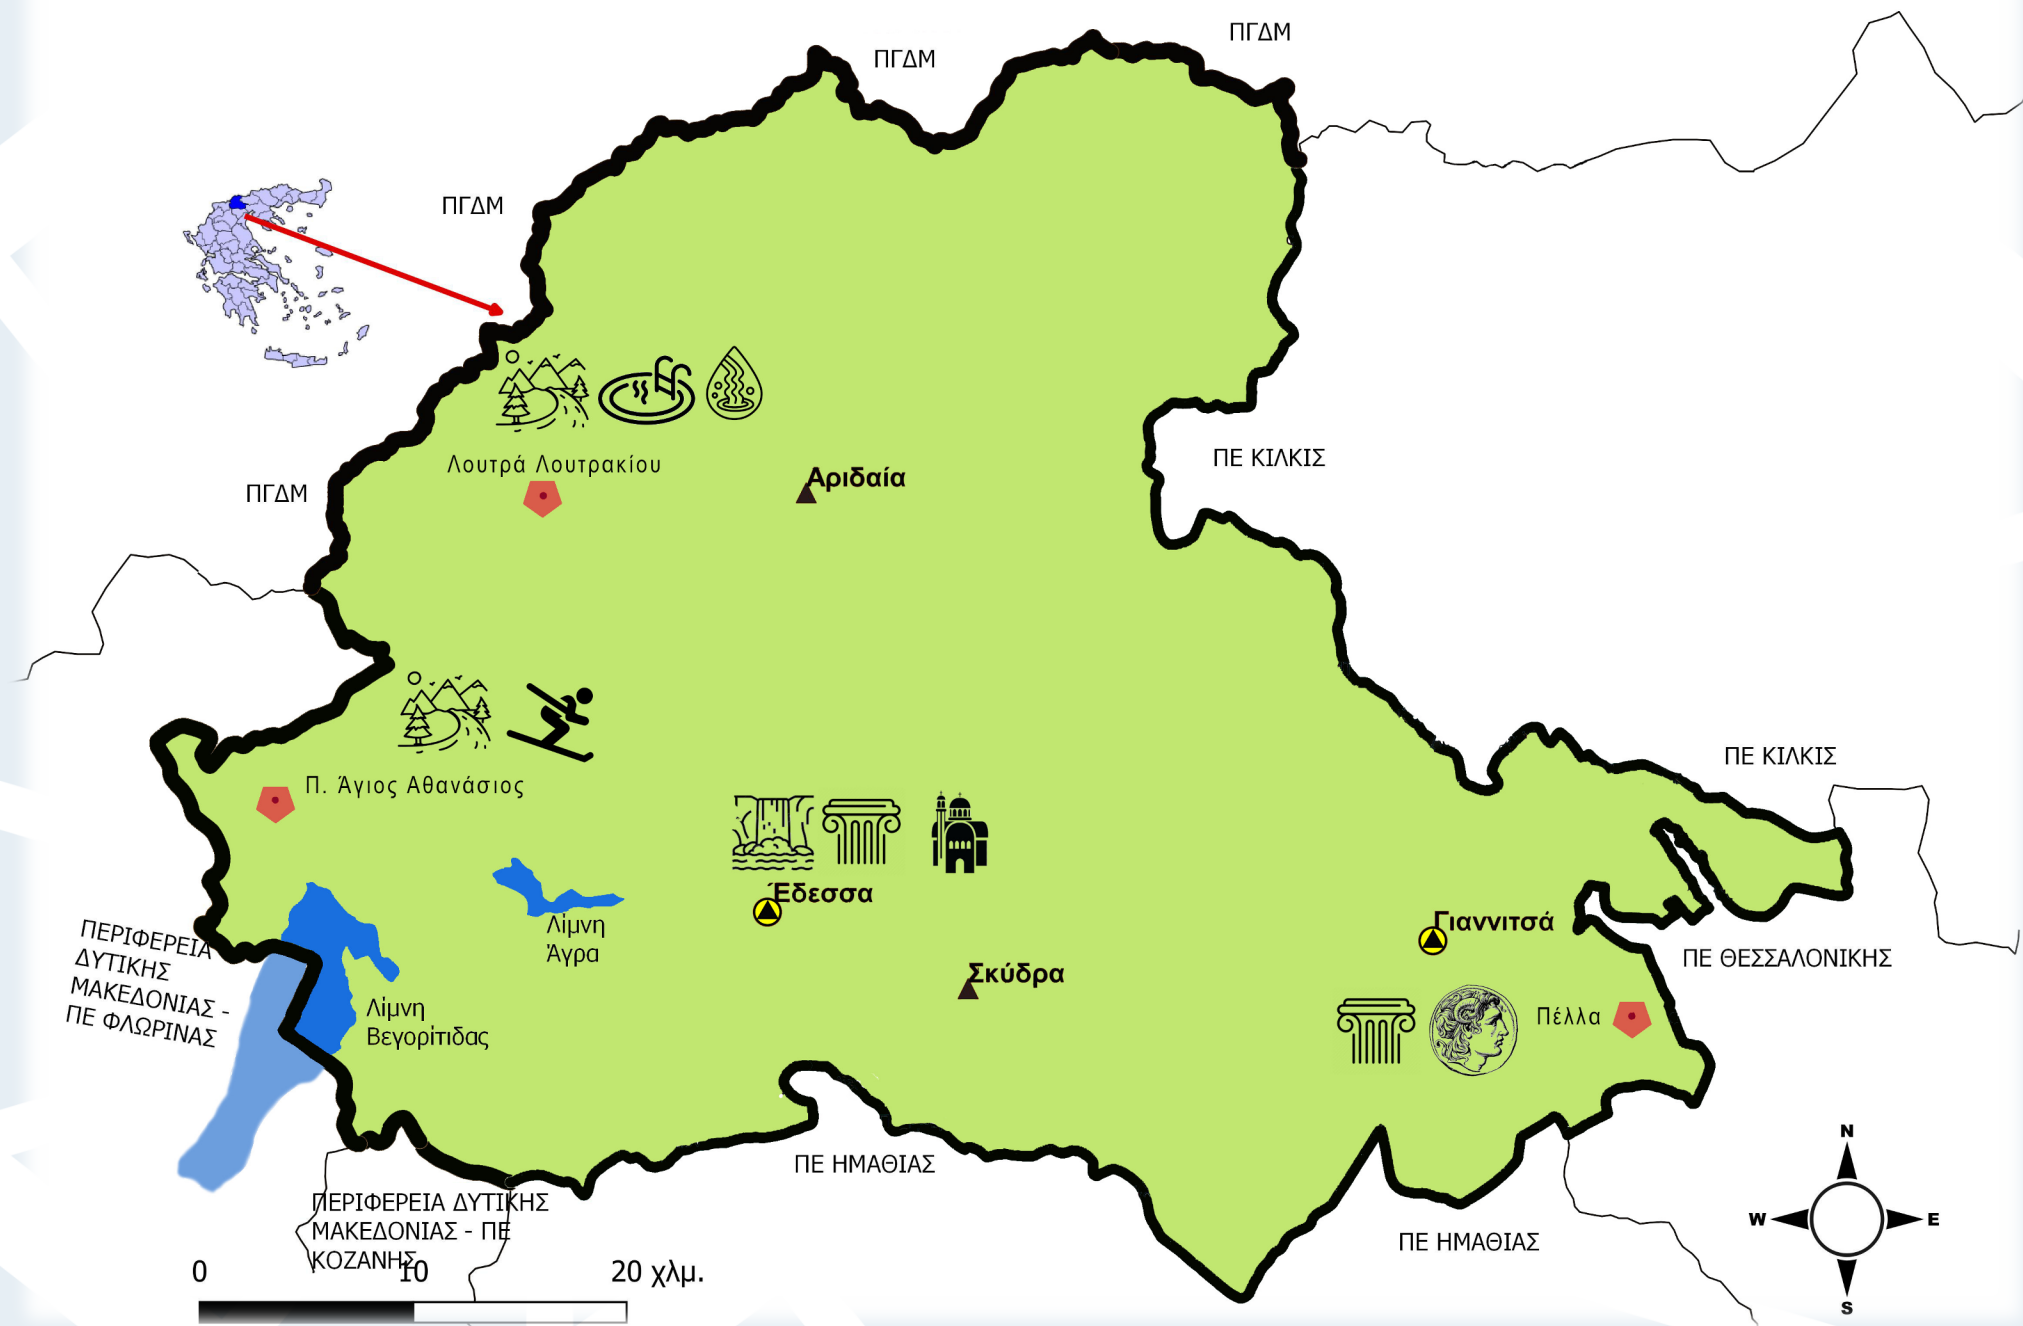 ΠΓΔΜ
ΠΓΔΜ
ΠΓΔΜ
ΠΓΔΜ
ΠΕ ΚΙΛΚΙΣ
Λουτρά Λουτρακίου
Αριδαία
ΠΕ ΚΙΛΚΙΣ
Π. Άγιος Αθανάσιος
Έδεσσα
Γιαννιτσά
Λίμνη
Άγρα
ΠΕΡΙΦΕΡΕΙΑ
ΔΥΤΙΚΗΣ
ΜΑΚΕΔΟΝΙΑΣ -
ΠΕ ΦΛΩΡΙΝΑΣ
ΠΕ ΘΕΣΣΑΛΟΝΙΚΗΣ
Σκύδρα
Λίμνη
Βεγορίτιδας
Πέλλα
ΠΕ ΗΜΑΘΙΑΣ
ΠΕΡΙΦΕΡΕΙΑ ΔΥΤΙΚΗΣ
ΜΑΚΕΔΟΝΙΑΣ - ΠΕ
ΚΟΖΑΝΗΣ
ΠΕ ΗΜΑΘΙΑΣ
N
W E
S
0 10 20 χλμ.